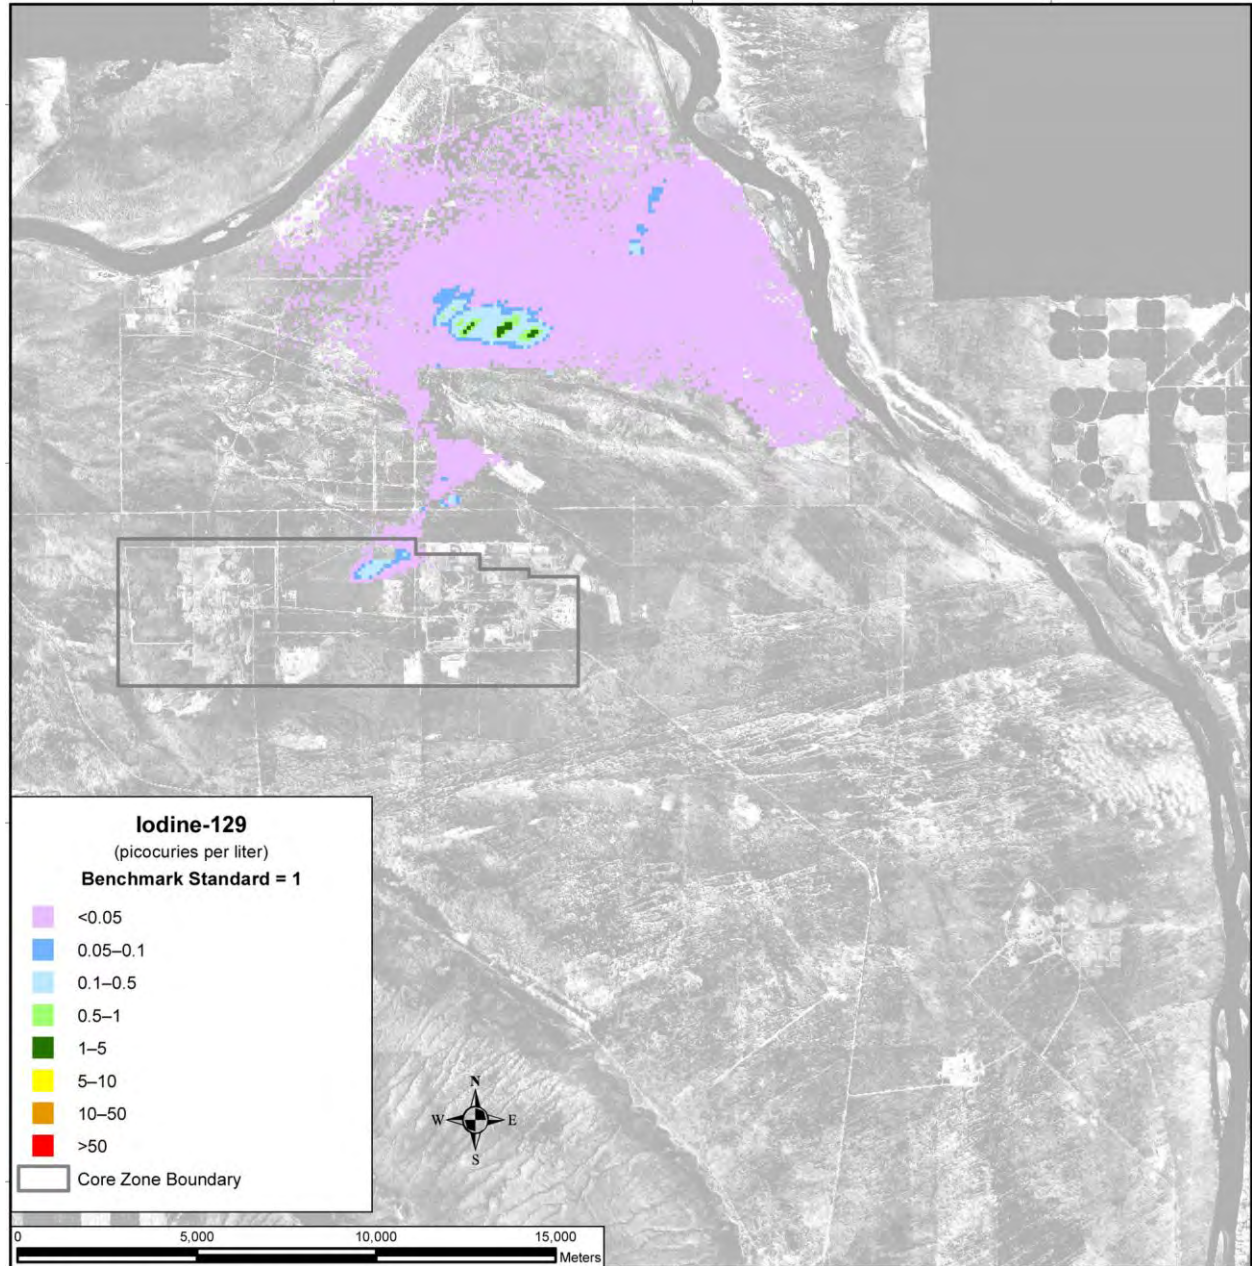 Iodine-129
(picocuries per liter)
Benchmark Standard = 1
<0.05
0.05–0.1
0.1–0.5
0.5–1
1–5
5–10
10–50
>50
Core Zone Boundary
N
W E
S
0 5,000 10,000 15,000
Meters